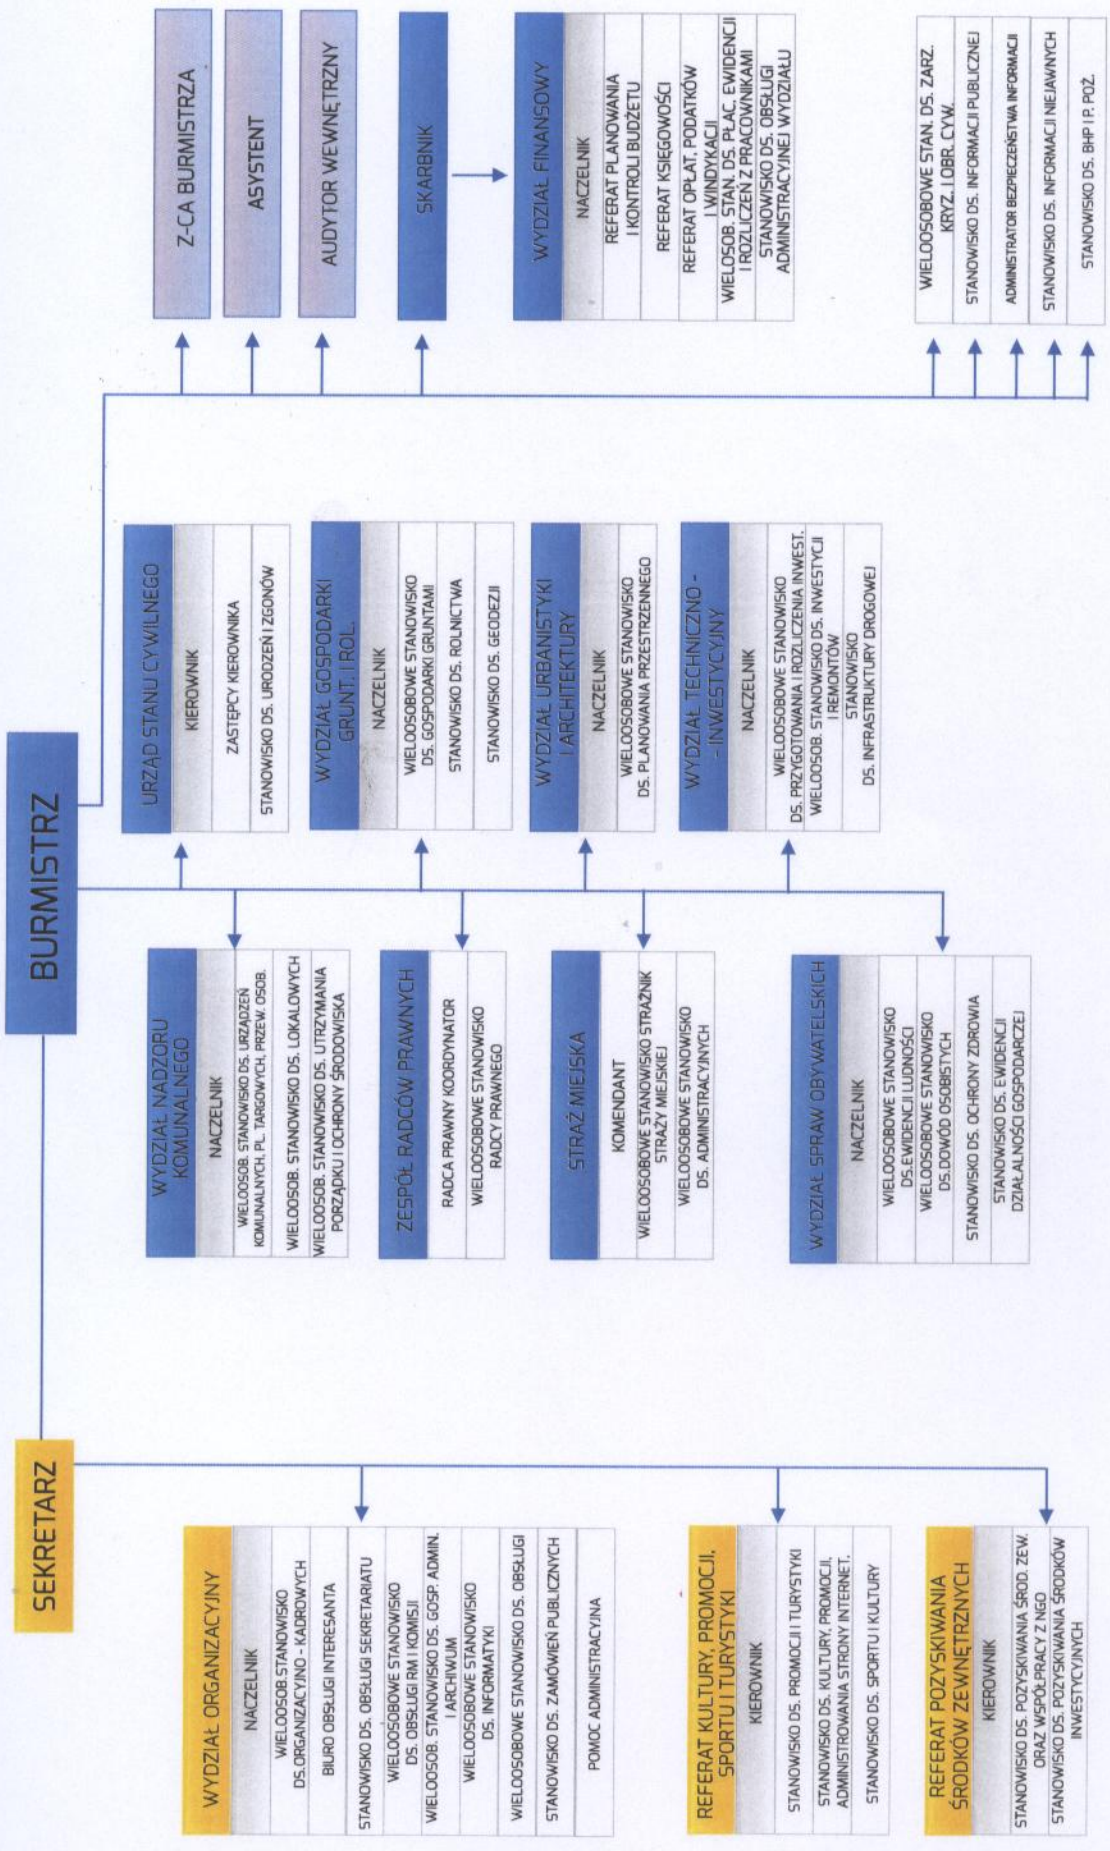 BURMISTRZ
SEKRETARZ
WYDZIAŁ ORGANIZACYJNY
NACZELNIK
WIELOOSOB.STANOWISKO
DS.ORGANIZACYJNO - KADROWYCH
BIURO OBSŁUGI INTERESANTA
STANOWISKO DS. OBSŁUGI SEKRETARIATU
WIELOOSOBOWE STANOWISKO
DS. OBSŁUGI RM I KOMISJI
WIELOOSOB. STANOWISKO DS. GOSP. ADMIN.
I ARCHIWUM
WIELOOSOBOWE STANOWISKO
DS. INFORMATYKI
WIELOOSOBOWE STANOWISKO DS. OBSŁUGI
STANOWISKO DS. ZAMÓWIEŃ PUBLICZNYCH
POMOC ADMINISTRACYJNA
REFERAT KULTURY, PROMOCJI,
SPORTU I TURYSTYKI
KIEROWNIK
STANOWISKO DS. PROMOCJI I TURYSTYKI
STANOWISKO DS. KULTURY, PROMOCJI,
ADMINISTROWANIA STRONY INTERNET.
STANOWISKO DS. SPORTU I KULTURY
REFERAT POZYSKIWANIA
ŚRODKÓW ZEWNĘTRZNYCH
KIEROWNIK
STANOWISKO DS. POZYSKIWANIA ŚROD. ZEW.
ORAZ WSPÓŁPRACY Z NGO
STANOWISKO DS. POZYSKIWANIA ŚRODKÓW
INWESTYCYJNYCH
WYDZIAŁ NADZORU
KOMUNALNEGO
NACZELNIK
WIELOOSOB. STANOWISKO DS. URZĄDZEŃ
KOMUNALNYCH, PL. TARGOWYCH, PRZEW. OSOB.
WIELOOSOB. STANOWISKO DS. LOKALOWYCH
WIELOOSOB. STANOWISKO DS. UTRZYMANIA
PORZĄDKU I OCHRONY ŚRODOWISKA
ZESPÓŁ RADCÓW PRAWNYCH
RADCA PRAWNY KOORDYNATOR
WIELOOSOBOWE STANOWISKO
RADCY PRAWNEGO
STRAŻ MIEJSKA
KOMENDANT
WIELOOSOBOWE STANOWISKO STRAŻNIK
STRAŻY MIEJSKIEJ
WIELOOSOBOWE STANOWISKO
DS. ADMINISTRACYJNYCH
WYDZIAŁ SPRAW OBYWATELSKICH
NACZELNIK
WIELOOSOBOWE STANOWISKO
DS.EWIDENCJI LUDNOŚCI
WIELOOSOBOWE STANOWISKO
DS.DOWOD OSOBISTYCH
STANOWISKO DS. OCHRONY ZDROWIA
STANOWISKO DS. EWIDENCJI
DZIAŁALNOŚCI GOSPODARCZEJ
URZĄD STANU CYWILNEGO
KIEROWNIK
ZASTĘPCY KIEROWNIKA
STANOWISKO DS. URODZEŃ I ZGONÓW
WYDZIAŁ GOSPODARKI
GRUNT. I ROL.
NACZELNIK
WIELOOSOBOWE STANOWISKO
DS. GOSPODARKI GRUNTAMI
STANOWISKO DS. ROLNICTWA
STANOWISKO DS. GEODEZJI
WYDZIAŁ URBANISTYKI
I ARCHITEKTURY
NACZELNIK
WIELOOSOBOWE STANOWISKO
DS. PLANOWANIA PRZESTRZENNEGO
WYDZIAŁ TECHNICZNO -
- INWESTYCYJNY
NACZELNIK
WIELOOSOBOWE STANOWISKO
DS. PRZYGOTOWANIA I ROZLICZENIA INWEST.
WIELOOSOB. STANOWISKO DS. INWESTYCJI
I REMONTÓW
STANOWISKO
DS. INFRASTRUKTURY DROGOWEJ
Z-CA BURMISTRZA
ASYSTENT
AUDYTOR WEWNĘTRZNY
SKARBNIK
WYDZIAŁ FINANSOWY
NACZELNIK
REFERAT PLANOWANIA
I KONTROLI BUDŻETU
REFERAT KSIĘGOWOŚCI
REFERAT OPŁAT, PODATKÓW
I WINDYKACJI
WIELOSOB. STAN. DS. PŁAC, EWIDENCJI
I ROZLICZEŃ Z PRACOWNIKAMI
STANOWISKO DS. OBSŁUGI
ADMINISTRACYJNEJ WYDZIAŁU
WIELOOSOBOWE STAN. DS. ZARZ.
KRYZ. I OBR. CYW.
STANOWISKO DS. INFORMACJI PUBLICZNEJ
ADMINISTRATOR BEZPIECZEŃSTWA INFORMACJI
STANOWISKO DS. INFORMACJI NIEJAWNYCH
STANOWISKO DS. BHP I P. POŻ.